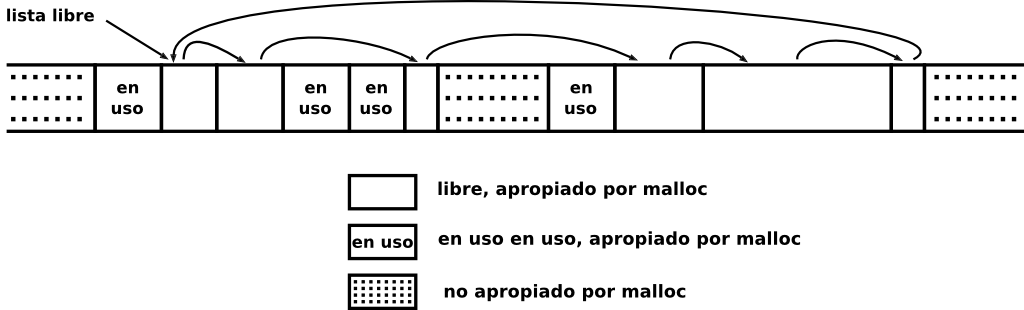 lista libre
en
uso
en
uso
en
uso
en
uso
libre, apropiado por malloc
en uso
en uso en uso, apropiado por malloc
no apropiado por malloc